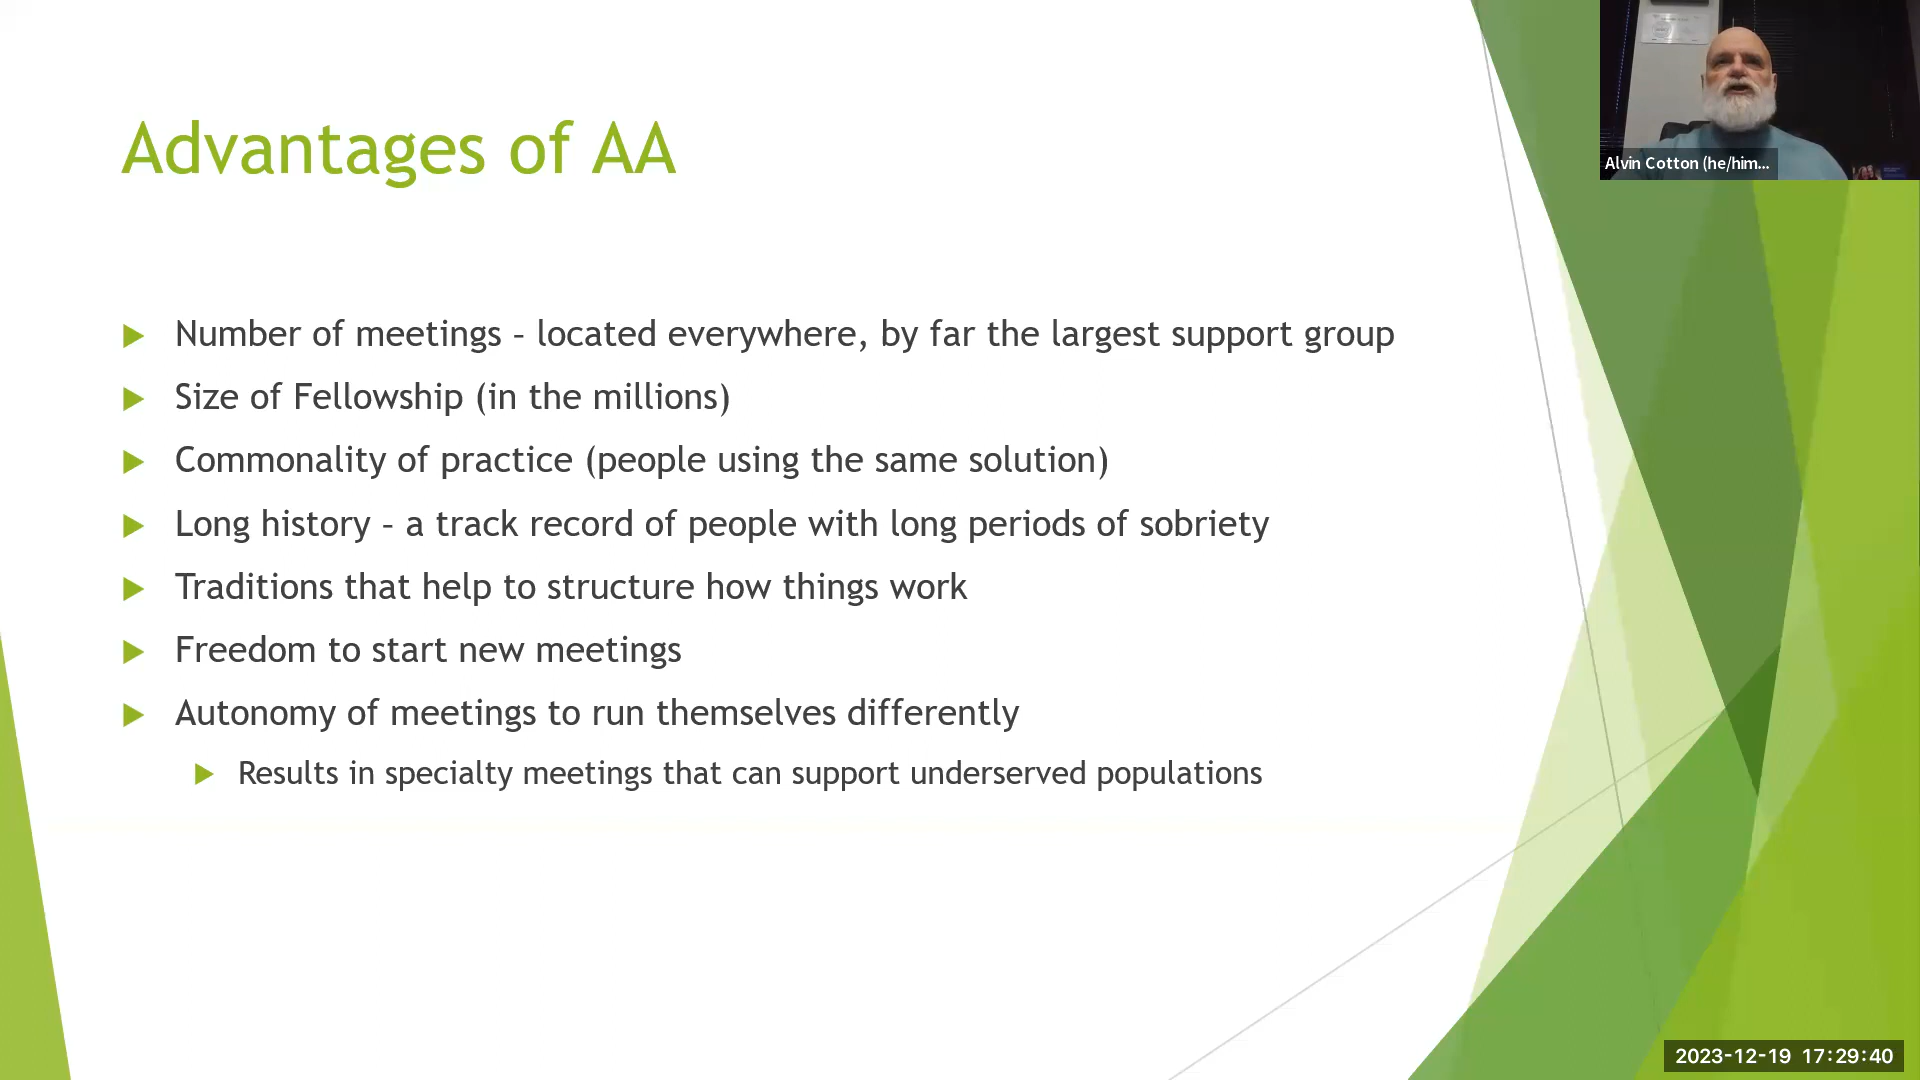 Advantages of AA
Number of meetings – located everywhere, by far the largest support group
Size of Fellowship (in the millions)
Commonality of practice (people using the same solution)
Long history – a track record of people with long periods of sobriety
Traditions that help to structure how things work
Freedom to start new meetings
Autonomy of meetings to run themselves differently
Results in specialty meetings that can support underserved populations
Alvin Cotton (he/him...
2023-12-19 17:29:40